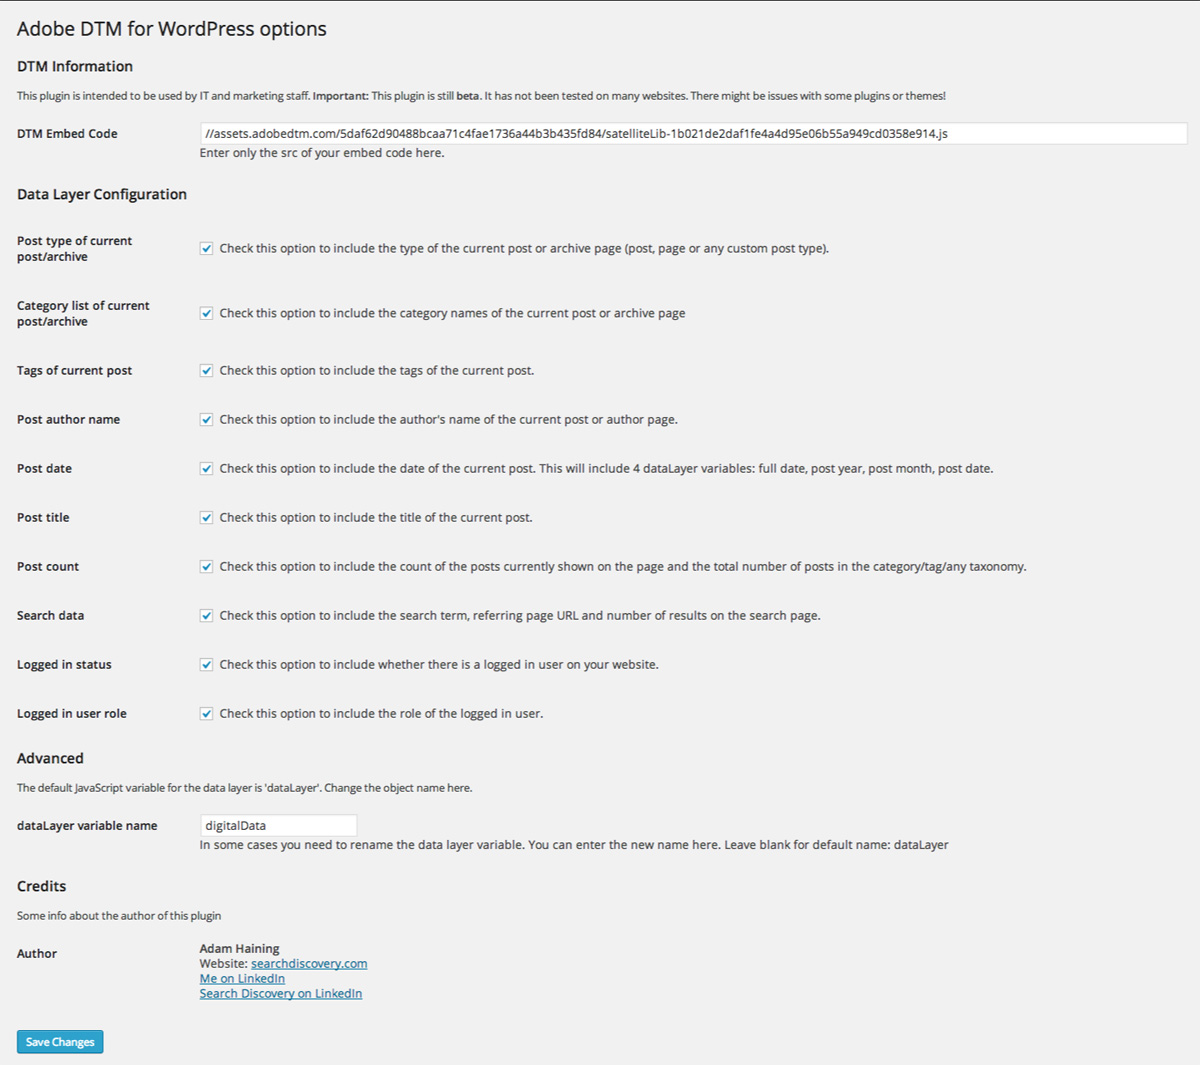 Adobe DTM for WordPress options
DTM Information
This plugin is intended to be used by IT and marketing staff. Important: This plugin is still beta. It has not been tested on many websites. There might be issues with some plugins or themes!
DTM Embed Code
//assets.adobedtm.com/5daf62d90488bcaa71c4fae1736a44b3b435fd84/satelliteLib-1b021de2daf1fe4a4d95e06b55a949cd0358e914.js
Enter only the src of your embed code here.
Data Layer Configuration
Post type of current
post/archive
Check this option to include the type of the current post or archive page (post, page or any custom post type).
Category list of current
post/archive
Check this option to include the category names of the current post or archive page
Tags of current post
Check this option to include the tags of the current post.
Post author name
Check this option to include the author's name of the current post or author page.
Post date
Check this option to include the date of the current post. This will include 4 dataLayer variables: full date, post year, post month, post date.
Post title
Check this option to include the title of the current post.
Post count
Check this option to include the count of the posts currently shown on the page and the total number of posts in the category/tag/any taxonomy.
Search data
Check this option to include the search term, referring page URL and number of results on the search page.
Logged in status
Check this option to include whether there is a logged in user on your website.
Logged in user role
Check this option to include the role of the logged in user.
Advanced
The default JavaScript variable for the data layer is 'dataLayer'. Change the object name here.
dataLayer variable name
digitalData
In some cases you need to rename the data layer variable. You can enter the new name here. Leave blank for default name: dataLayer
Credits
Some info about the author of this plugin
Author
Adam Haining
Website: searchdiscovery.com
Me on LinkedIn
Search Discovery on LinkedIn
Save Changes